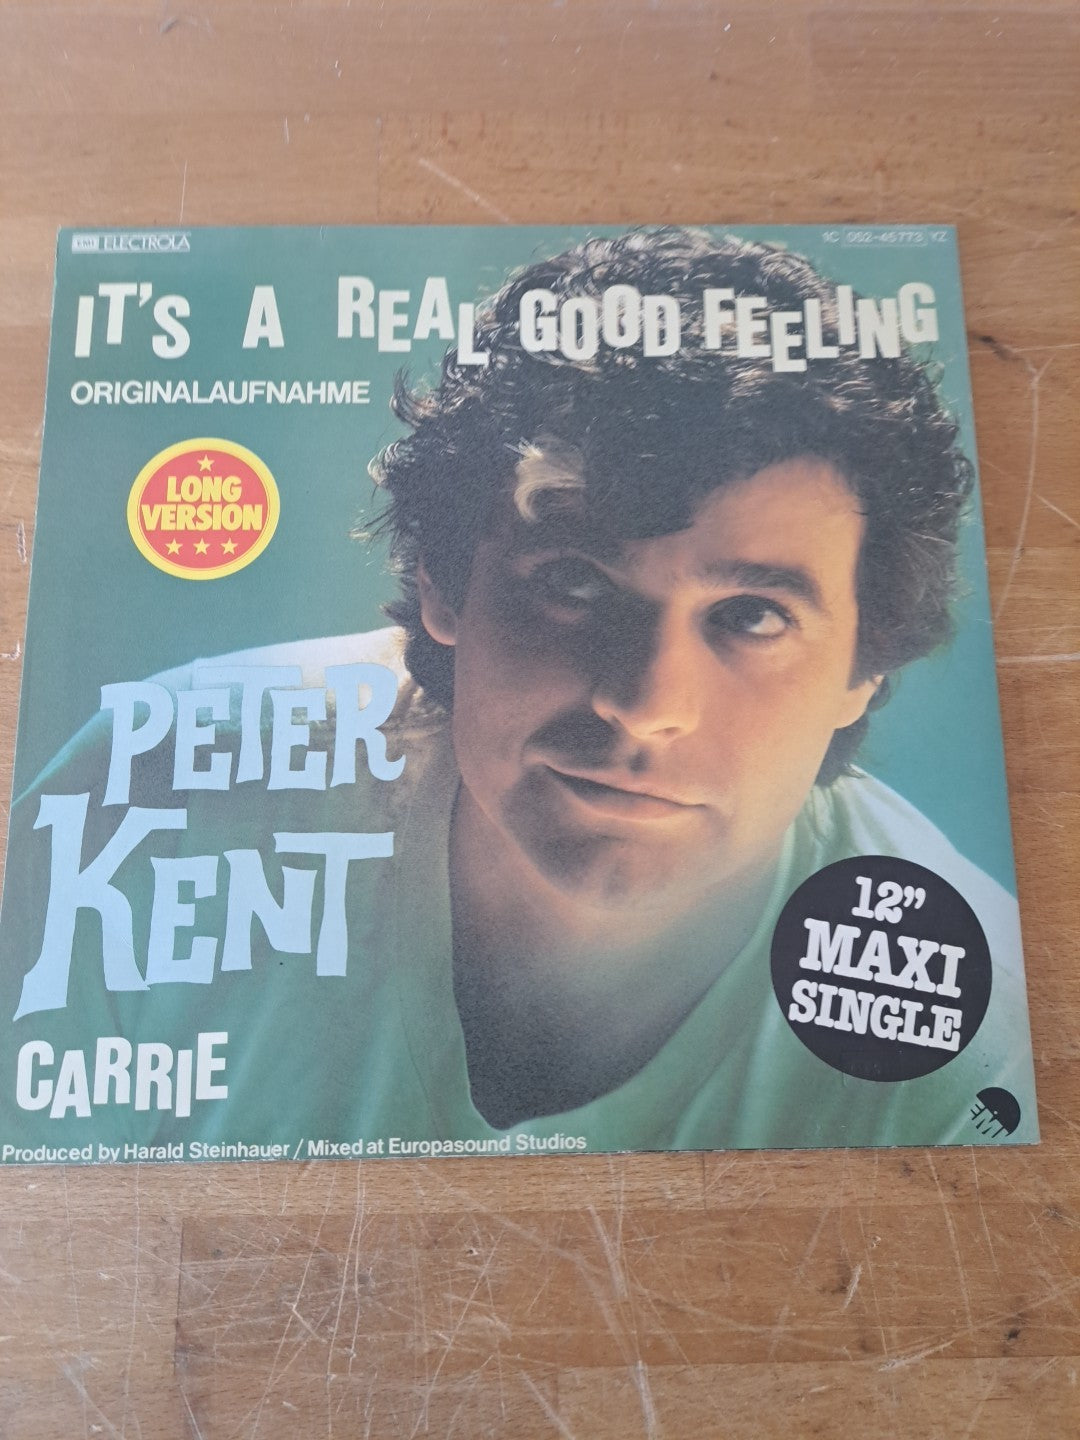 EMI ELECTROLA
1C 052-45773 YZ
IT'S A REAL GOOD FEELING
ORIGINALAUFNAHME
LONG
VERSION
PETER
KENT
12"
MAXI
SINGLE
CARRIE
EMI
Produced by Harald Steinhauer / Mixed at Europasound Studios